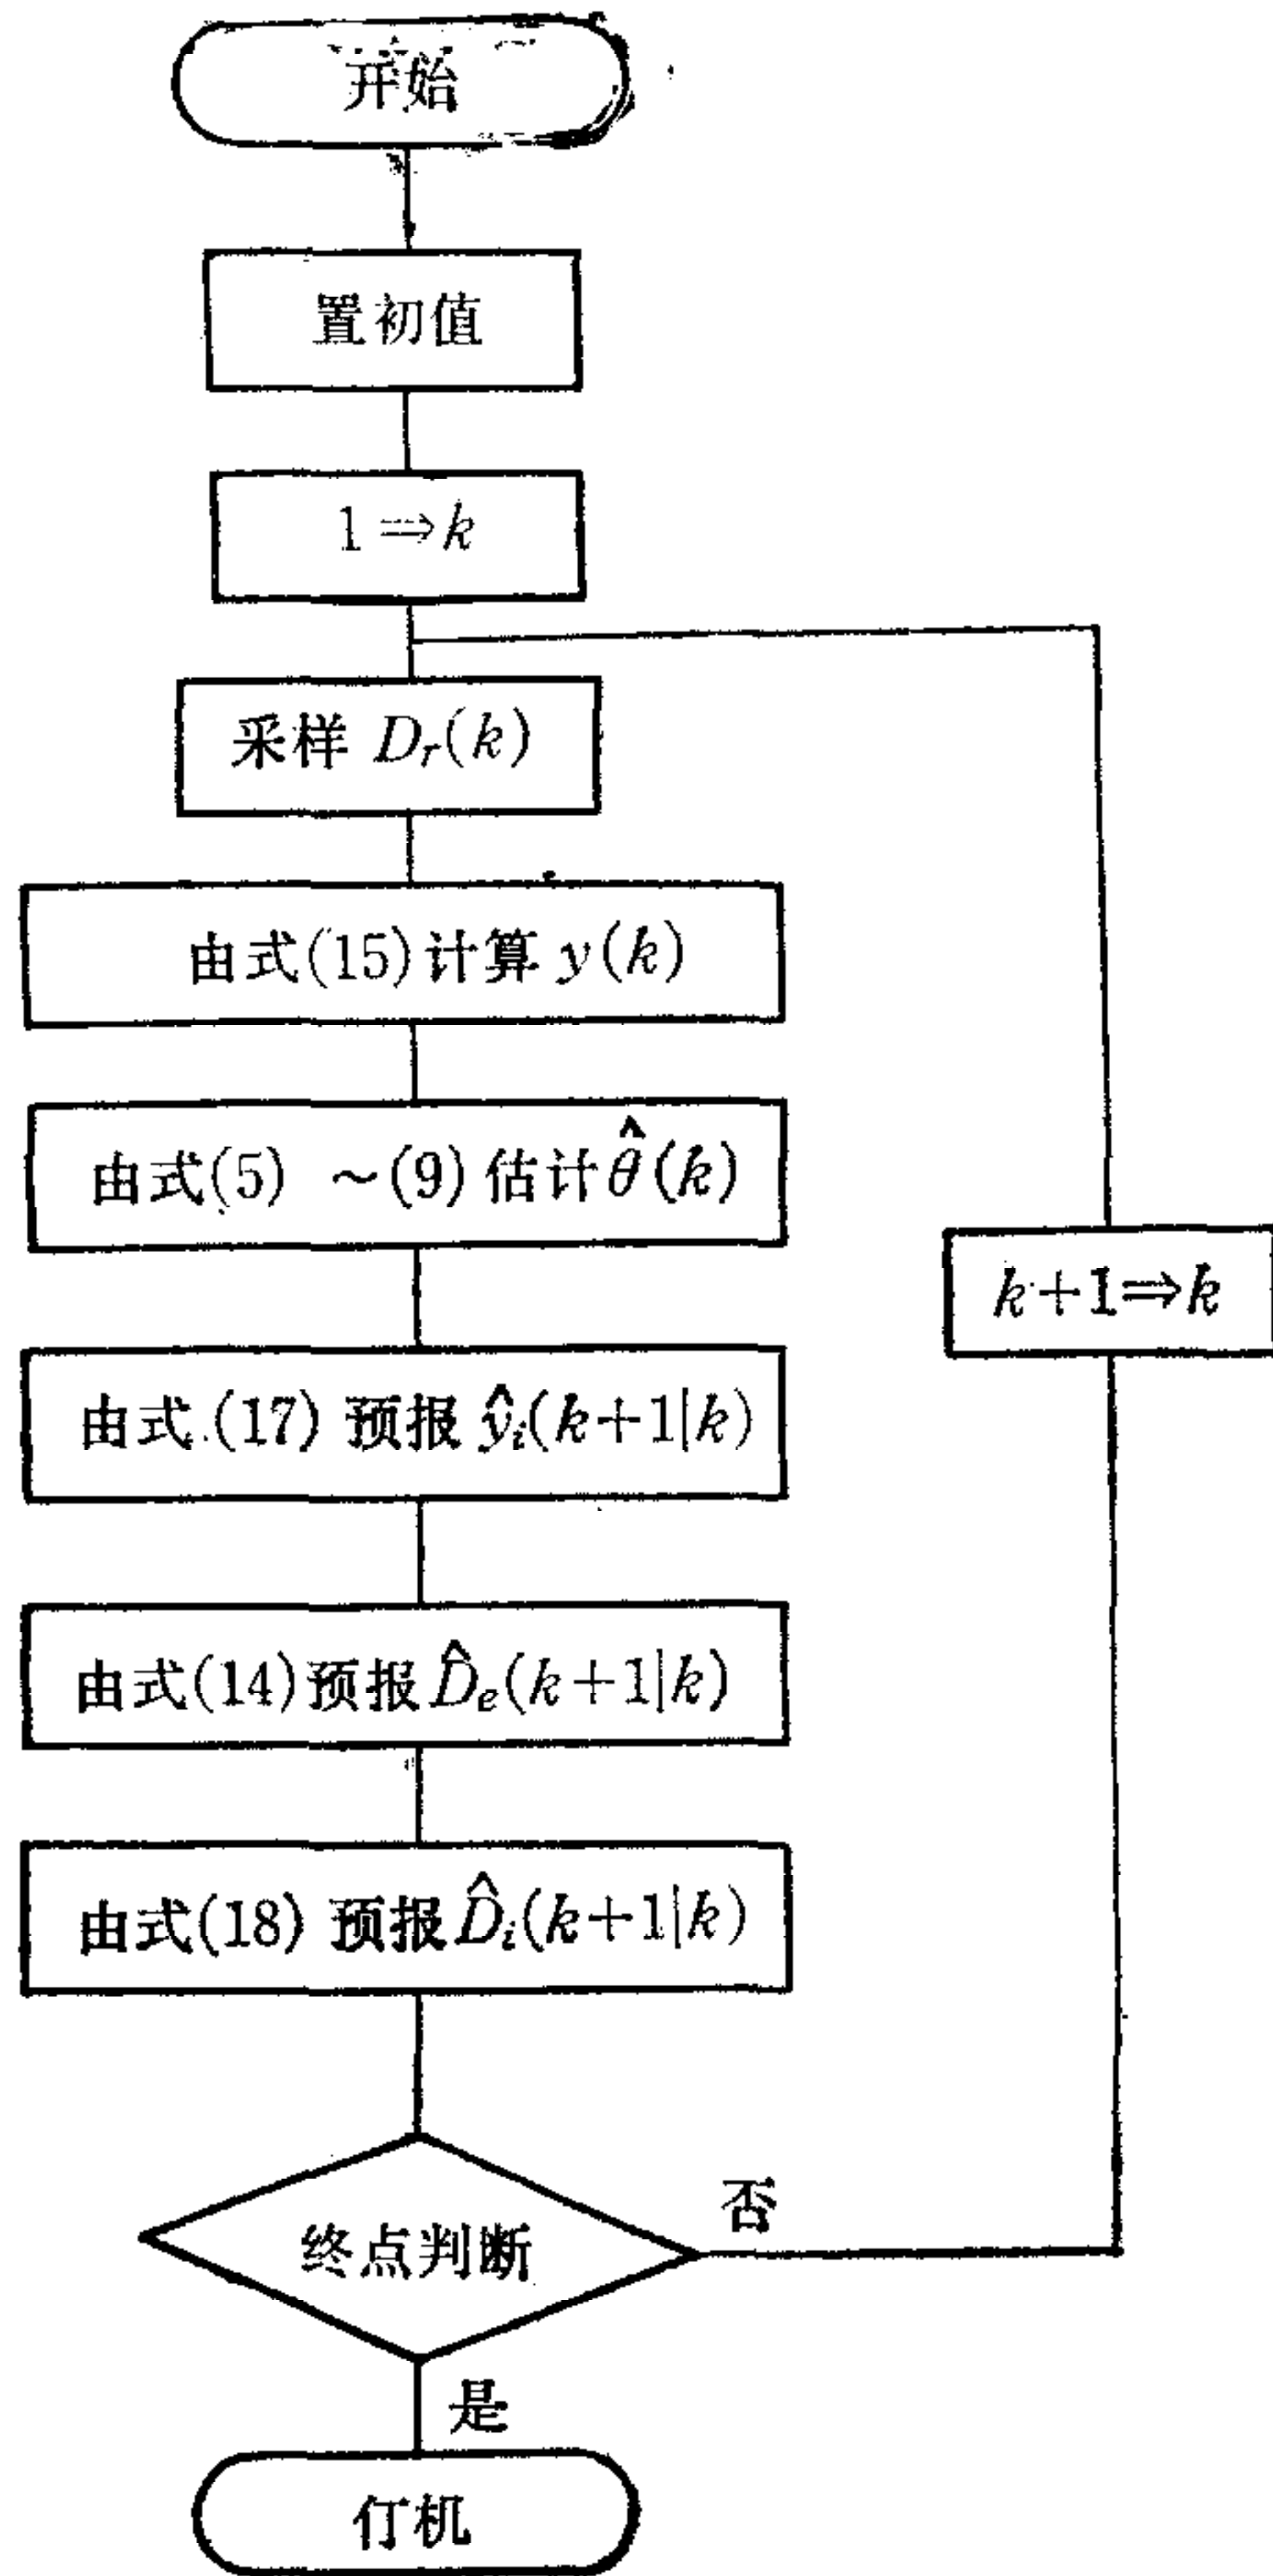 开始
置初值
1⇒k
采样 D_r(k)
由式(15)计算 y(k)
由式(5) ~(9)估计 θ̂(k)
k+1⇒k
由式(17)预报 ŷ_i(k+1|k)
由式(14)预报 D̂_e(k+1|k)
由式(18)预报 D̂_i(k+1|k)
终点判断
否
是
仃机